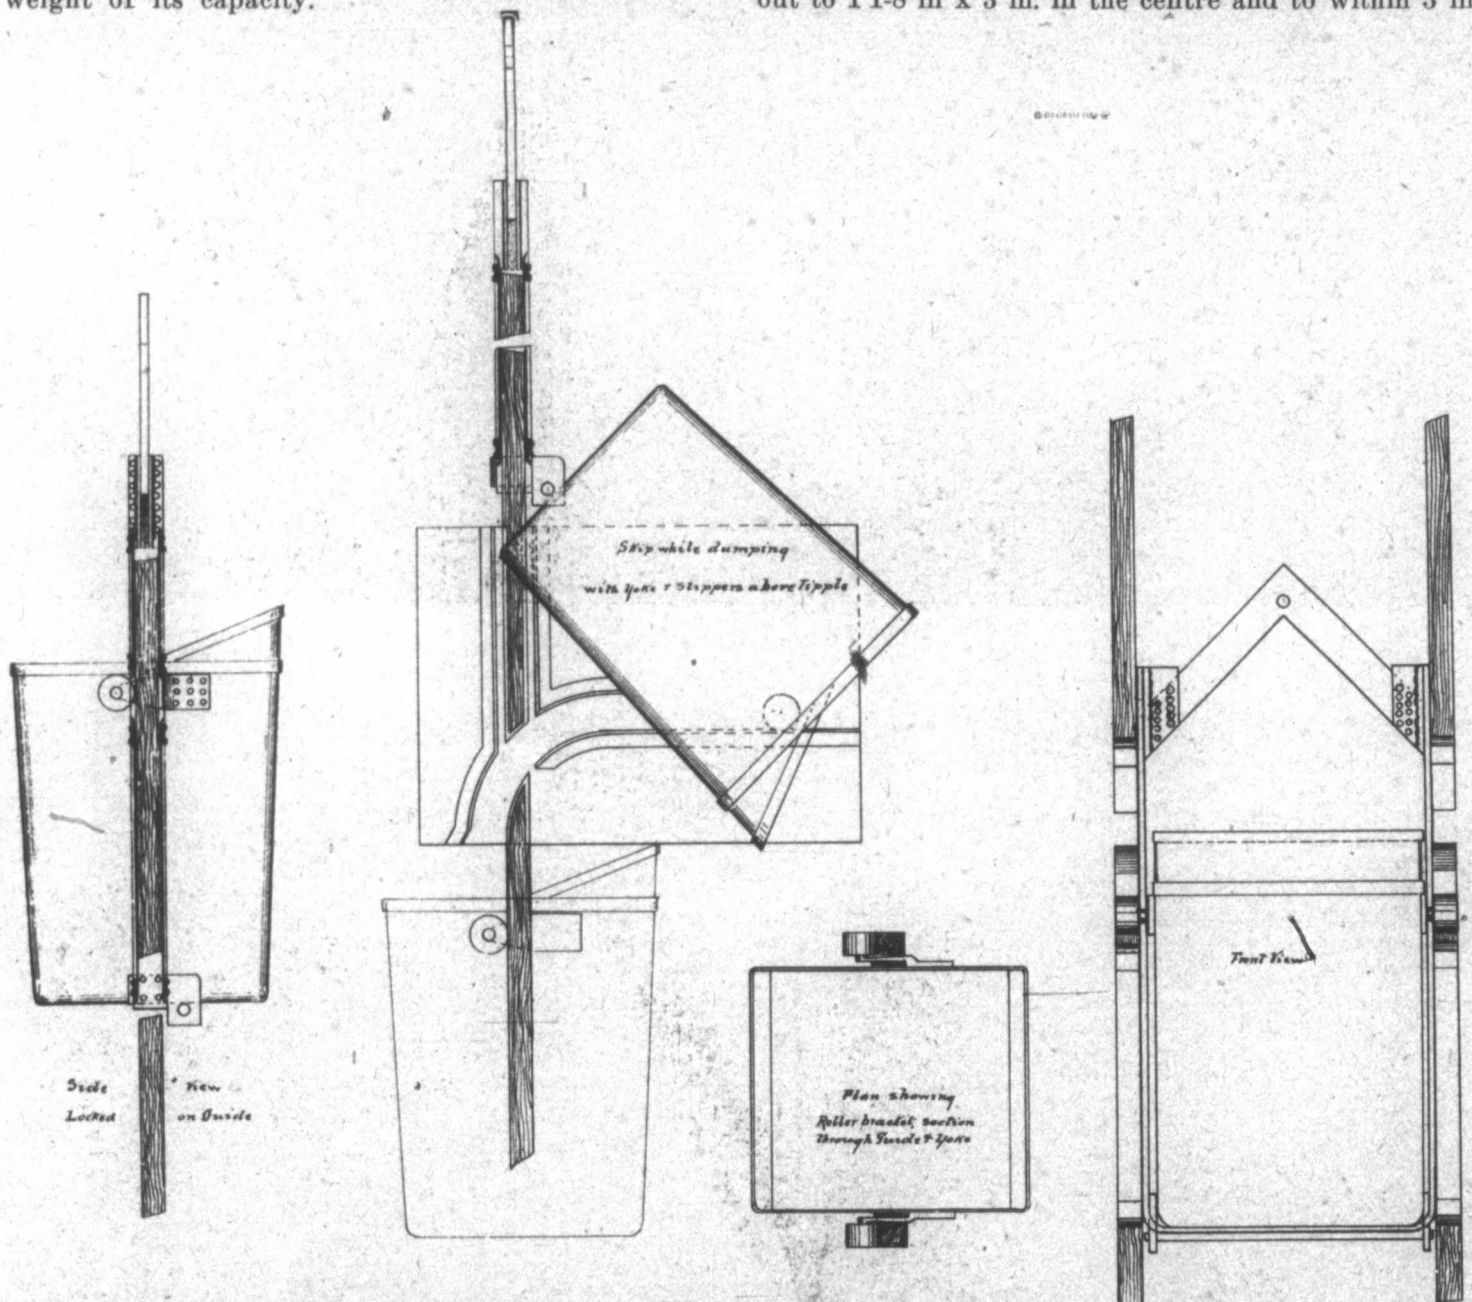 weight of its capacity.
out to 1 1-8 in x 3 in. in the centre and to within 3 in
Skip while dumping
with Yoke & Slippers above Tipple
Side View
Locked on Guide
Front View
Plan showing
Roller bracket, section
through Guide & Yoke